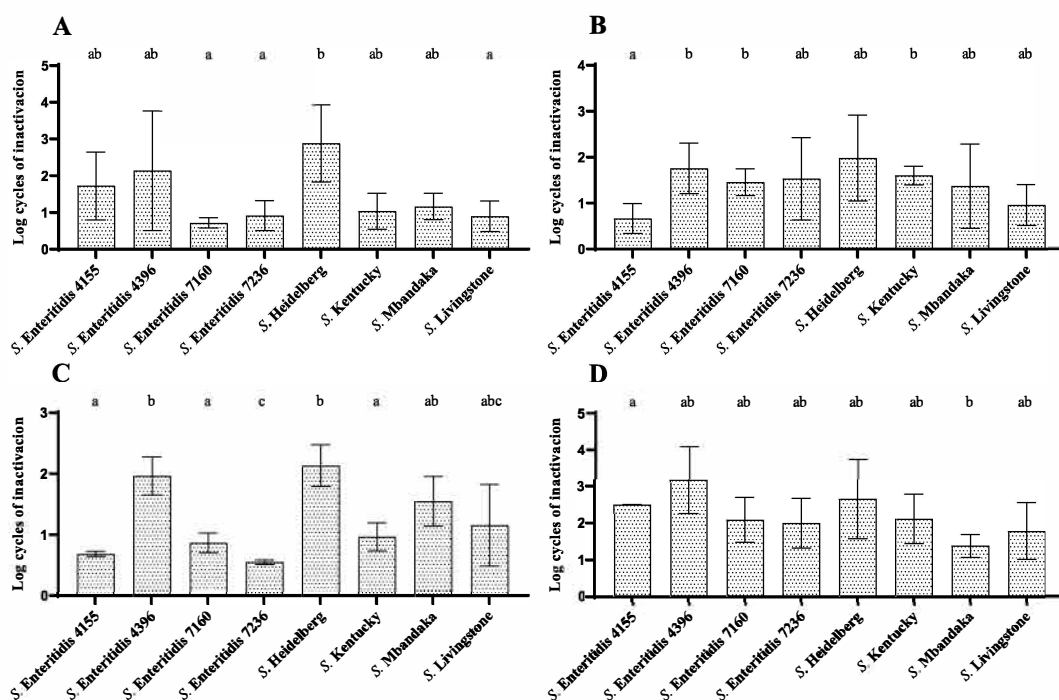 A
ab ab a a b ab ab a
Log cycles of inactivacion
5
4
3
2
1
0
S. Enteritidis 4155
S. Enteritidis 4396
S. Enteritidis 7160
S. Enteritidis 7236
S. Heidelberg
S. Kentucky
S. Mbandaka
S. Livingstone
B
a b b ab ab b ab ab
Log cycles of inactivacion
4
3
2
1
0
S. Enteritidis 4155
S. Enteritidis 4396
S. Enteritidis 7160
S. Enteritidis 7236
S. Heidelberg
S. Kentucky
S. Mbandaka
S. Livingstone
C
a b a c b a ab abc
Log cycles of inactivacion
3
2
1
0
S. Enteritidis 4155
S. Enteritidis 4396
S. Enteritidis 7160
S. Enteritidis 7236
S. Heidelberg
S. Kentucky
S. Mbandaka
S. Livingstone
D
a ab ab ab ab ab b ab
Log cycles of inactivacion
5
4
3
2
1
0
S. Enteritidis 4155
S. Enteritidis 4396
S. Enteritidis 7160
S. Enteritidis 7236
S. Heidelberg
S. Kentucky
S. Mbandaka
S. Livingstone